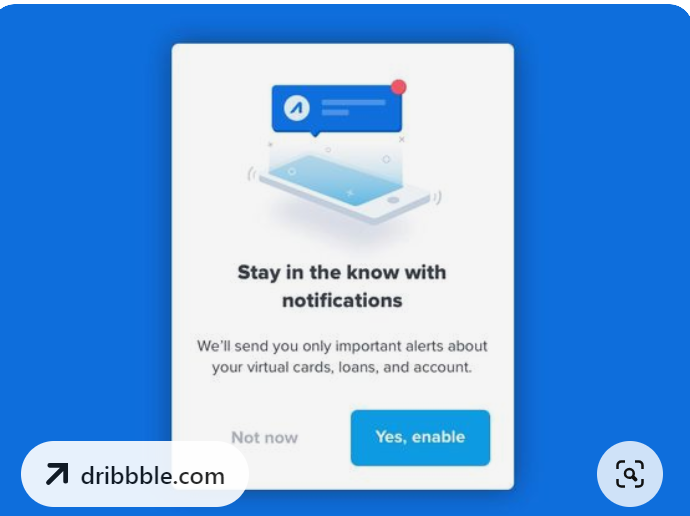 Stay in the know with
notifications
We'll send you only important alerts about
your virtual cards, loans, and account.
Not now
Yes, enable
dribbble.com